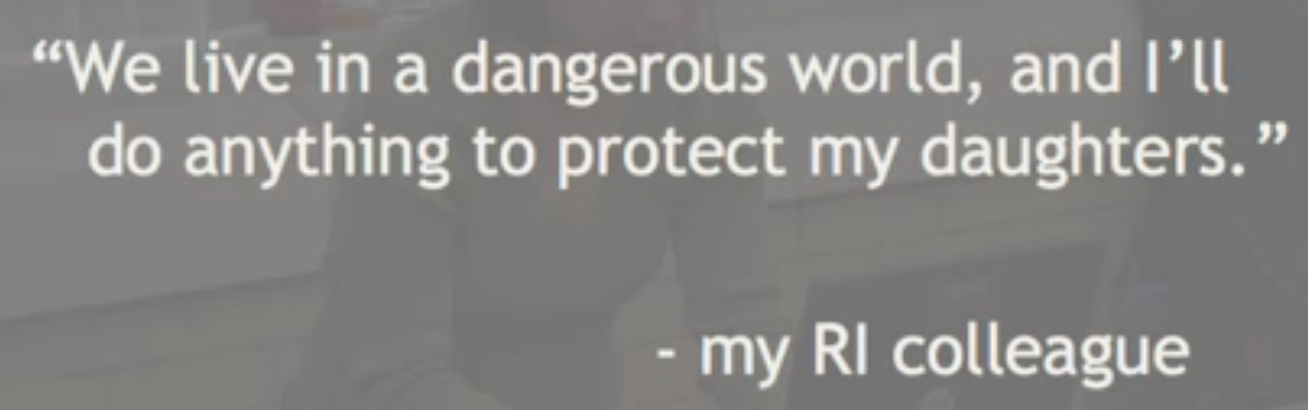 “We live in a dangerous world, and I’ll
do anything to protect my daughters.”
- my RI colleague